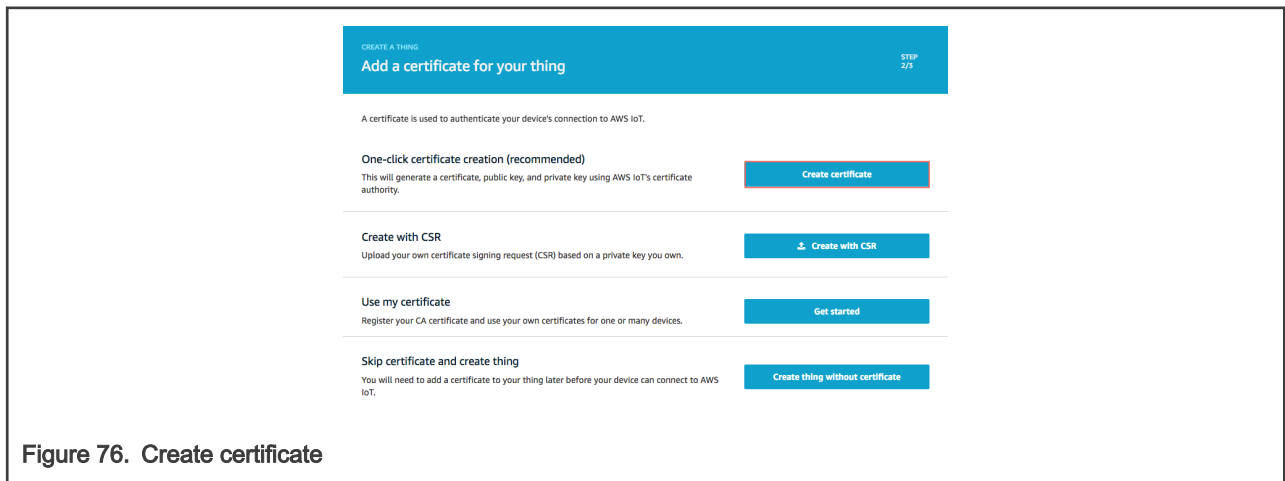 CREATE A THING
Add a certificate for your thing
STEP
2/3
A certificate is used to authenticate your device's connection to AWS IoT.
One-click certificate creation (recommended)
This will generate a certificate, public key, and private key using AWS IoT's certificate
authority.
Create certificate
Create with CSR
Upload your own certificate signing request (CSR) based on a private key you own.
Create with CSR
Use my certificate
Register your CA certificate and use your own certificates for one or many devices.
Get started
Skip certificate and create thing
You will need to add a certificate to your thing later before your device can connect to AWS
IoT.
Create thing without certificate
Figure 76. Create certificate